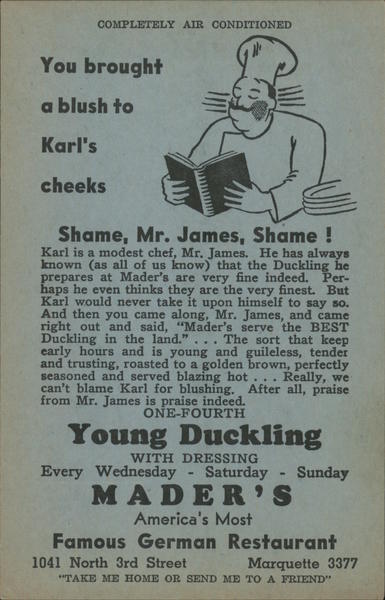 COMPLETELY AIR CONDITIONED
You brought
a blush to
Karl's
cheeks
Shame, Mr. James, Shame !
Karl is a modest chef, Mr. James. He has always
known (as all of us know) that the Duckling he
prepares at Mader's are very fine indeed. Per-
haps he even thinks they are the very finest. But
Karl would never take it upon himself to say so.
And then you came along, Mr. James, and came
right out and said, "Mader's serve the BEST
Duckling in the land." . . . The sort that keep
early hours and is young and guileless, tender
and trusting, roasted to a golden brown, perfectly
seasoned and served blazing hot . . . Really, we
can't blame Karl for blushing. After all, praise
from Mr. James is praise indeed.
ONE-FOURTH
Young Duckling
WITH DRESSING
Every Wednesday - Saturday - Sunday
MADER'S
America's Most
Famous German Restaurant
1041 North 3rd Street Marquette 3377
"TAKE ME HOME OR SEND ME TO A FRIEND"